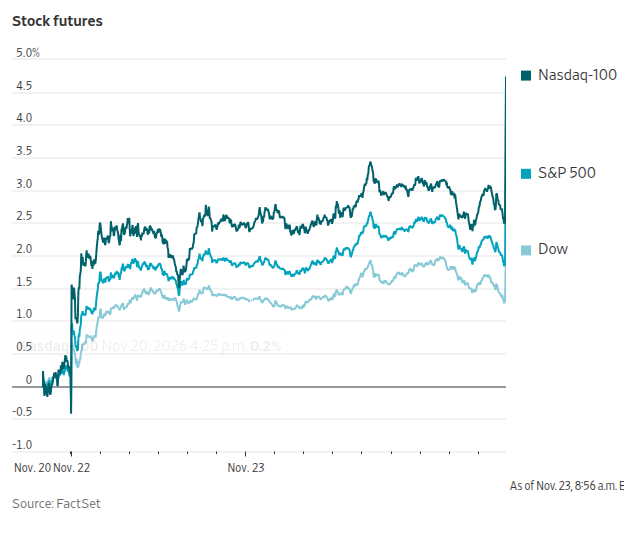 Stock futures
5.0%
4.5
4.0
3.5
3.0
2.5
2.0
1.5
1.0
0.5
0
-0.5
-1.0
Nasdaq-100
S&P 500
Dow
Nov 20, 2026 4:25 p.m. 0.2%
Nov. 20 Nov. 22 Nov. 23
As of Nov. 23, 8:56 a.m. E
Source: FactSet